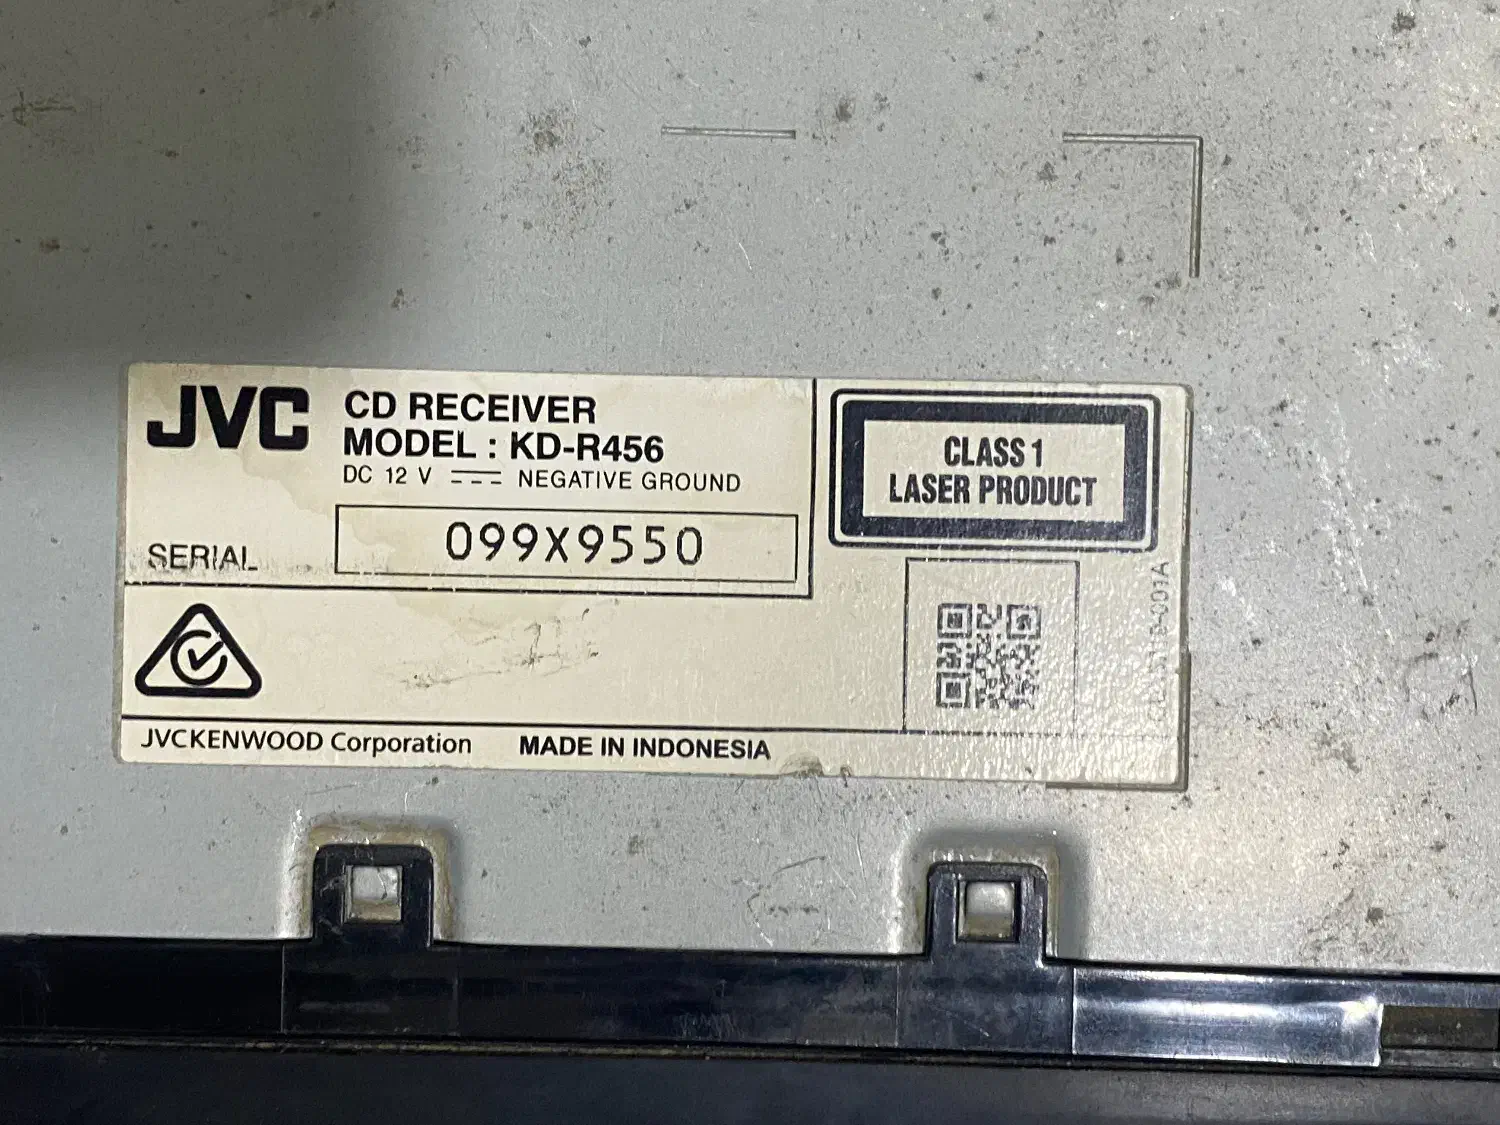 JVC
CD RECEIVER
MODEL : KD-R456
DC 12 V NEGATIVE GROUND
SERIAL
099X9550
CLASS 1
LASER PRODUCT
JVCKENWOOD Corporation
MADE IN INDONESIA